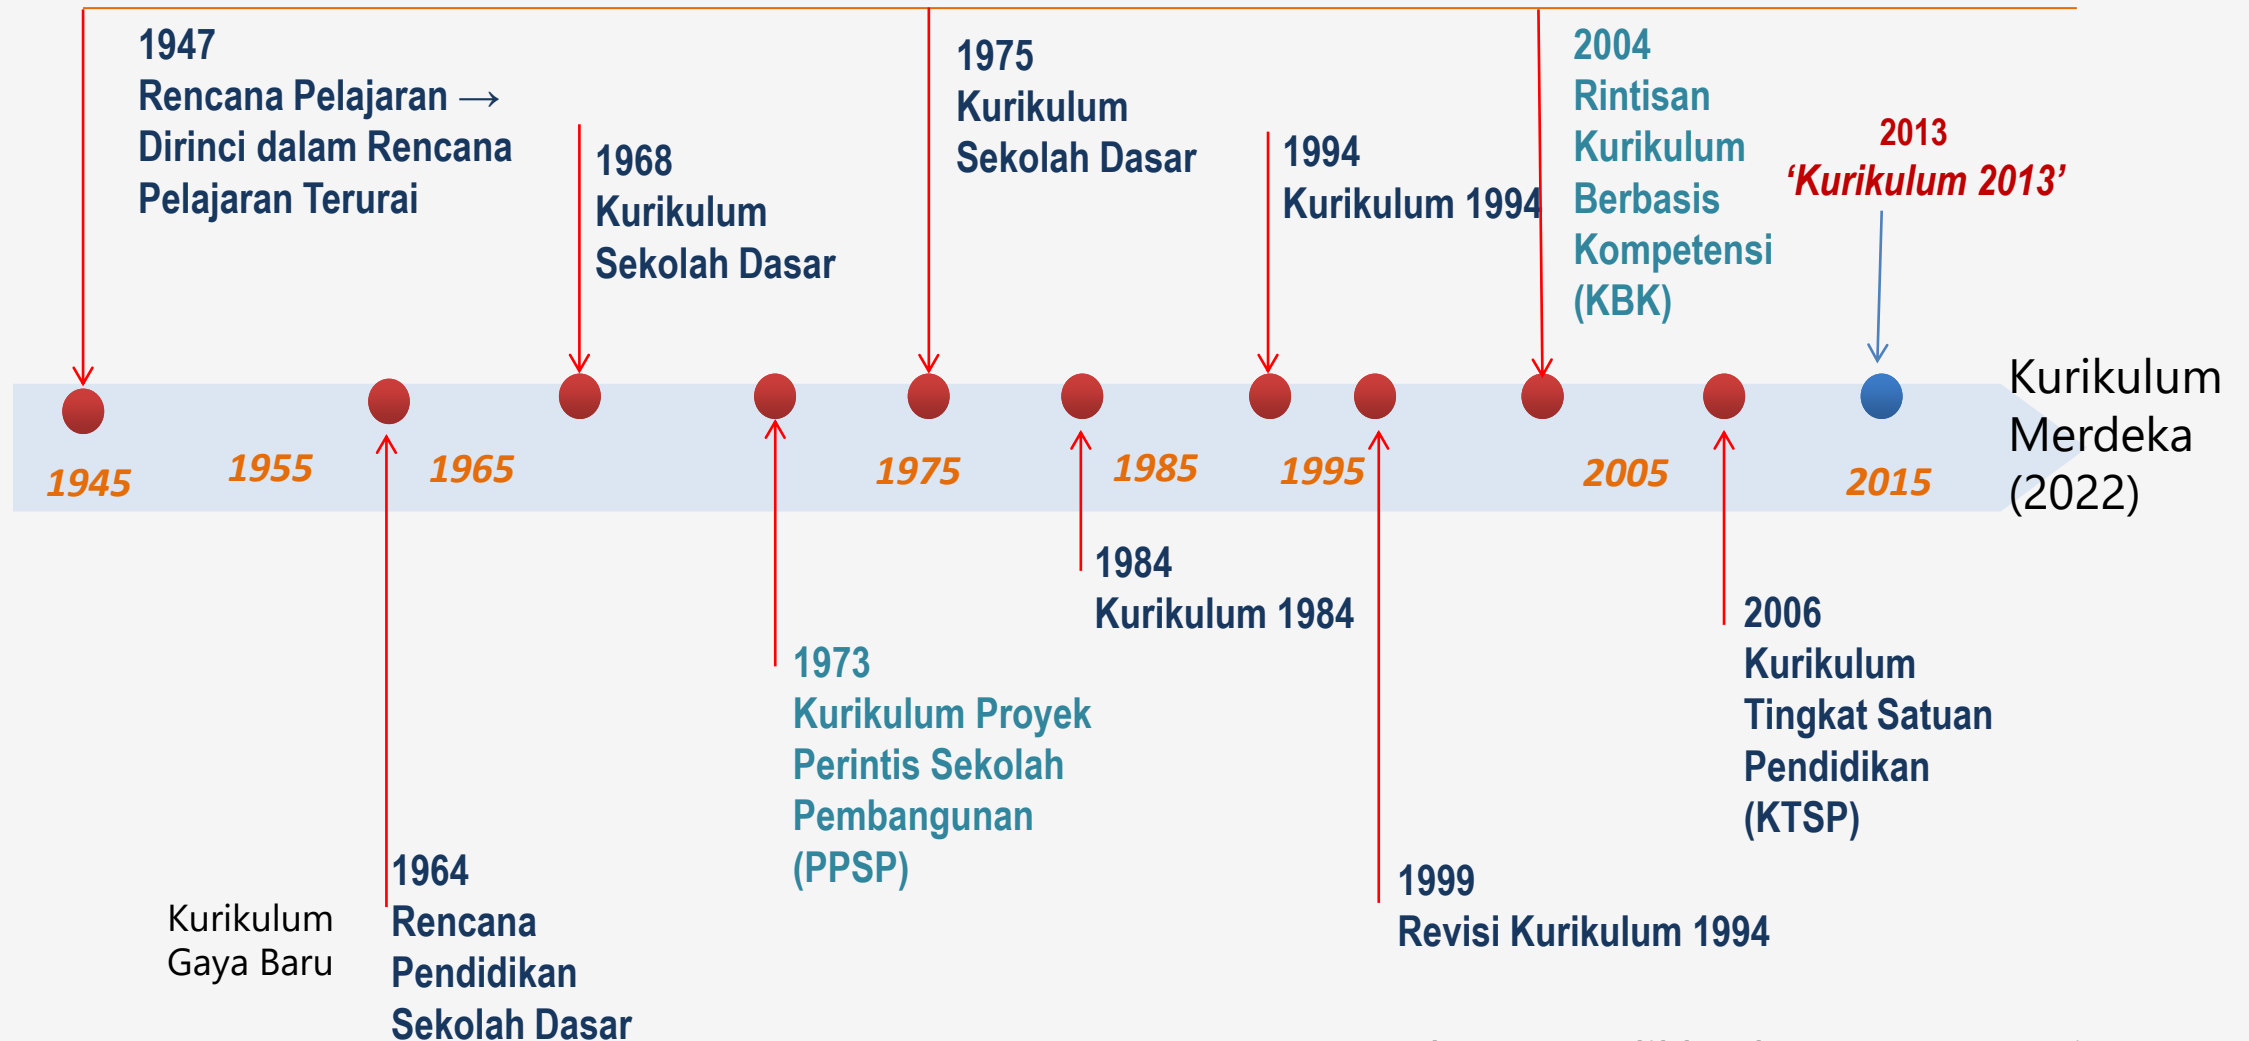 1947
Rencana Pelajaran →
Dirinci dalam Rencana
Pelajaran Terurai
1968
Kurikulum
Sekolah Dasar
1975
Kurikulum
Sekolah Dasar
1994
Kurikulum 1994
2004
Rintisan
Kurikulum
Berbasis
Kompetensi
(KBK)
2013
‘Kurikulum 2013’
1945
1955
1965
1975
1985
1995
2005
2015
Kurikulum
Merdeka
(2022)
Kurikulum
Gaya Baru
1964
Rencana
Pendidikan
Sekolah Dasar
1973
Kurikulum Proyek
Perintis Sekolah
Pembangunan
(PPSP)
1984
Kurikulum 1984
1999
Revisi Kurikulum 1994
2006
Kurikulum
Tingkat Satuan
Pendidikan
(KTSP)